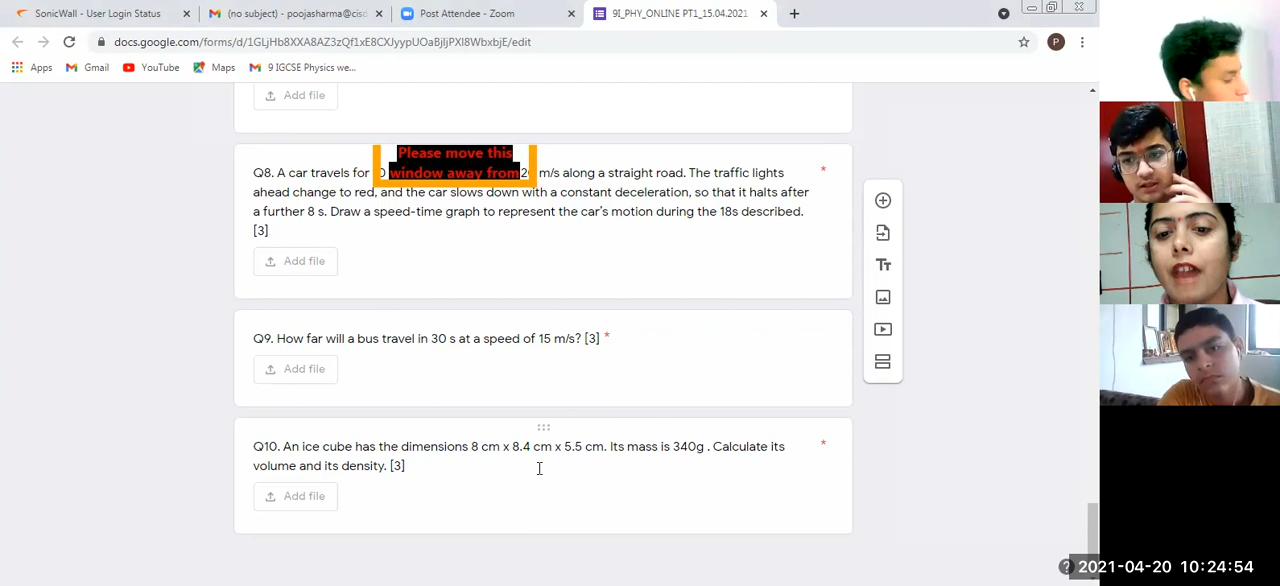 SonicWall - User Login Status
(no subject) - poojasharma@cisd
Post Attendee - Zoom
9I_PHY_ONLINE PT1_15.04.2021
docs.google.com/forms/d/1GLjHb8XXA8AZ3zQf1xE8CXJyypUOaBjIjPXI8WbxbjE/edit
P
Apps
Gmail
YouTube
Maps
9 IGCSE Physics we...
Add file
Please move this
window away from
Q8. A car travels for 0 2 m/s along a straight road. The traffic lights *
ahead change to red, and the car slows down with a constant deceleration, so that it halts after
a further 8 s. Draw a speed-time graph to represent the car's motion during the 18s described.
[3]
Add file
Q9. How far will a bus travel in 30 s at a speed of 15 m/s? [3] *
Add file
Q10. An ice cube has the dimensions 8 cm x 8.4 cm x 5.5 cm. Its mass is 340g . Calculate its *
volume and its density. [3]
Add file
Tт
2021-04-20 10:24:54